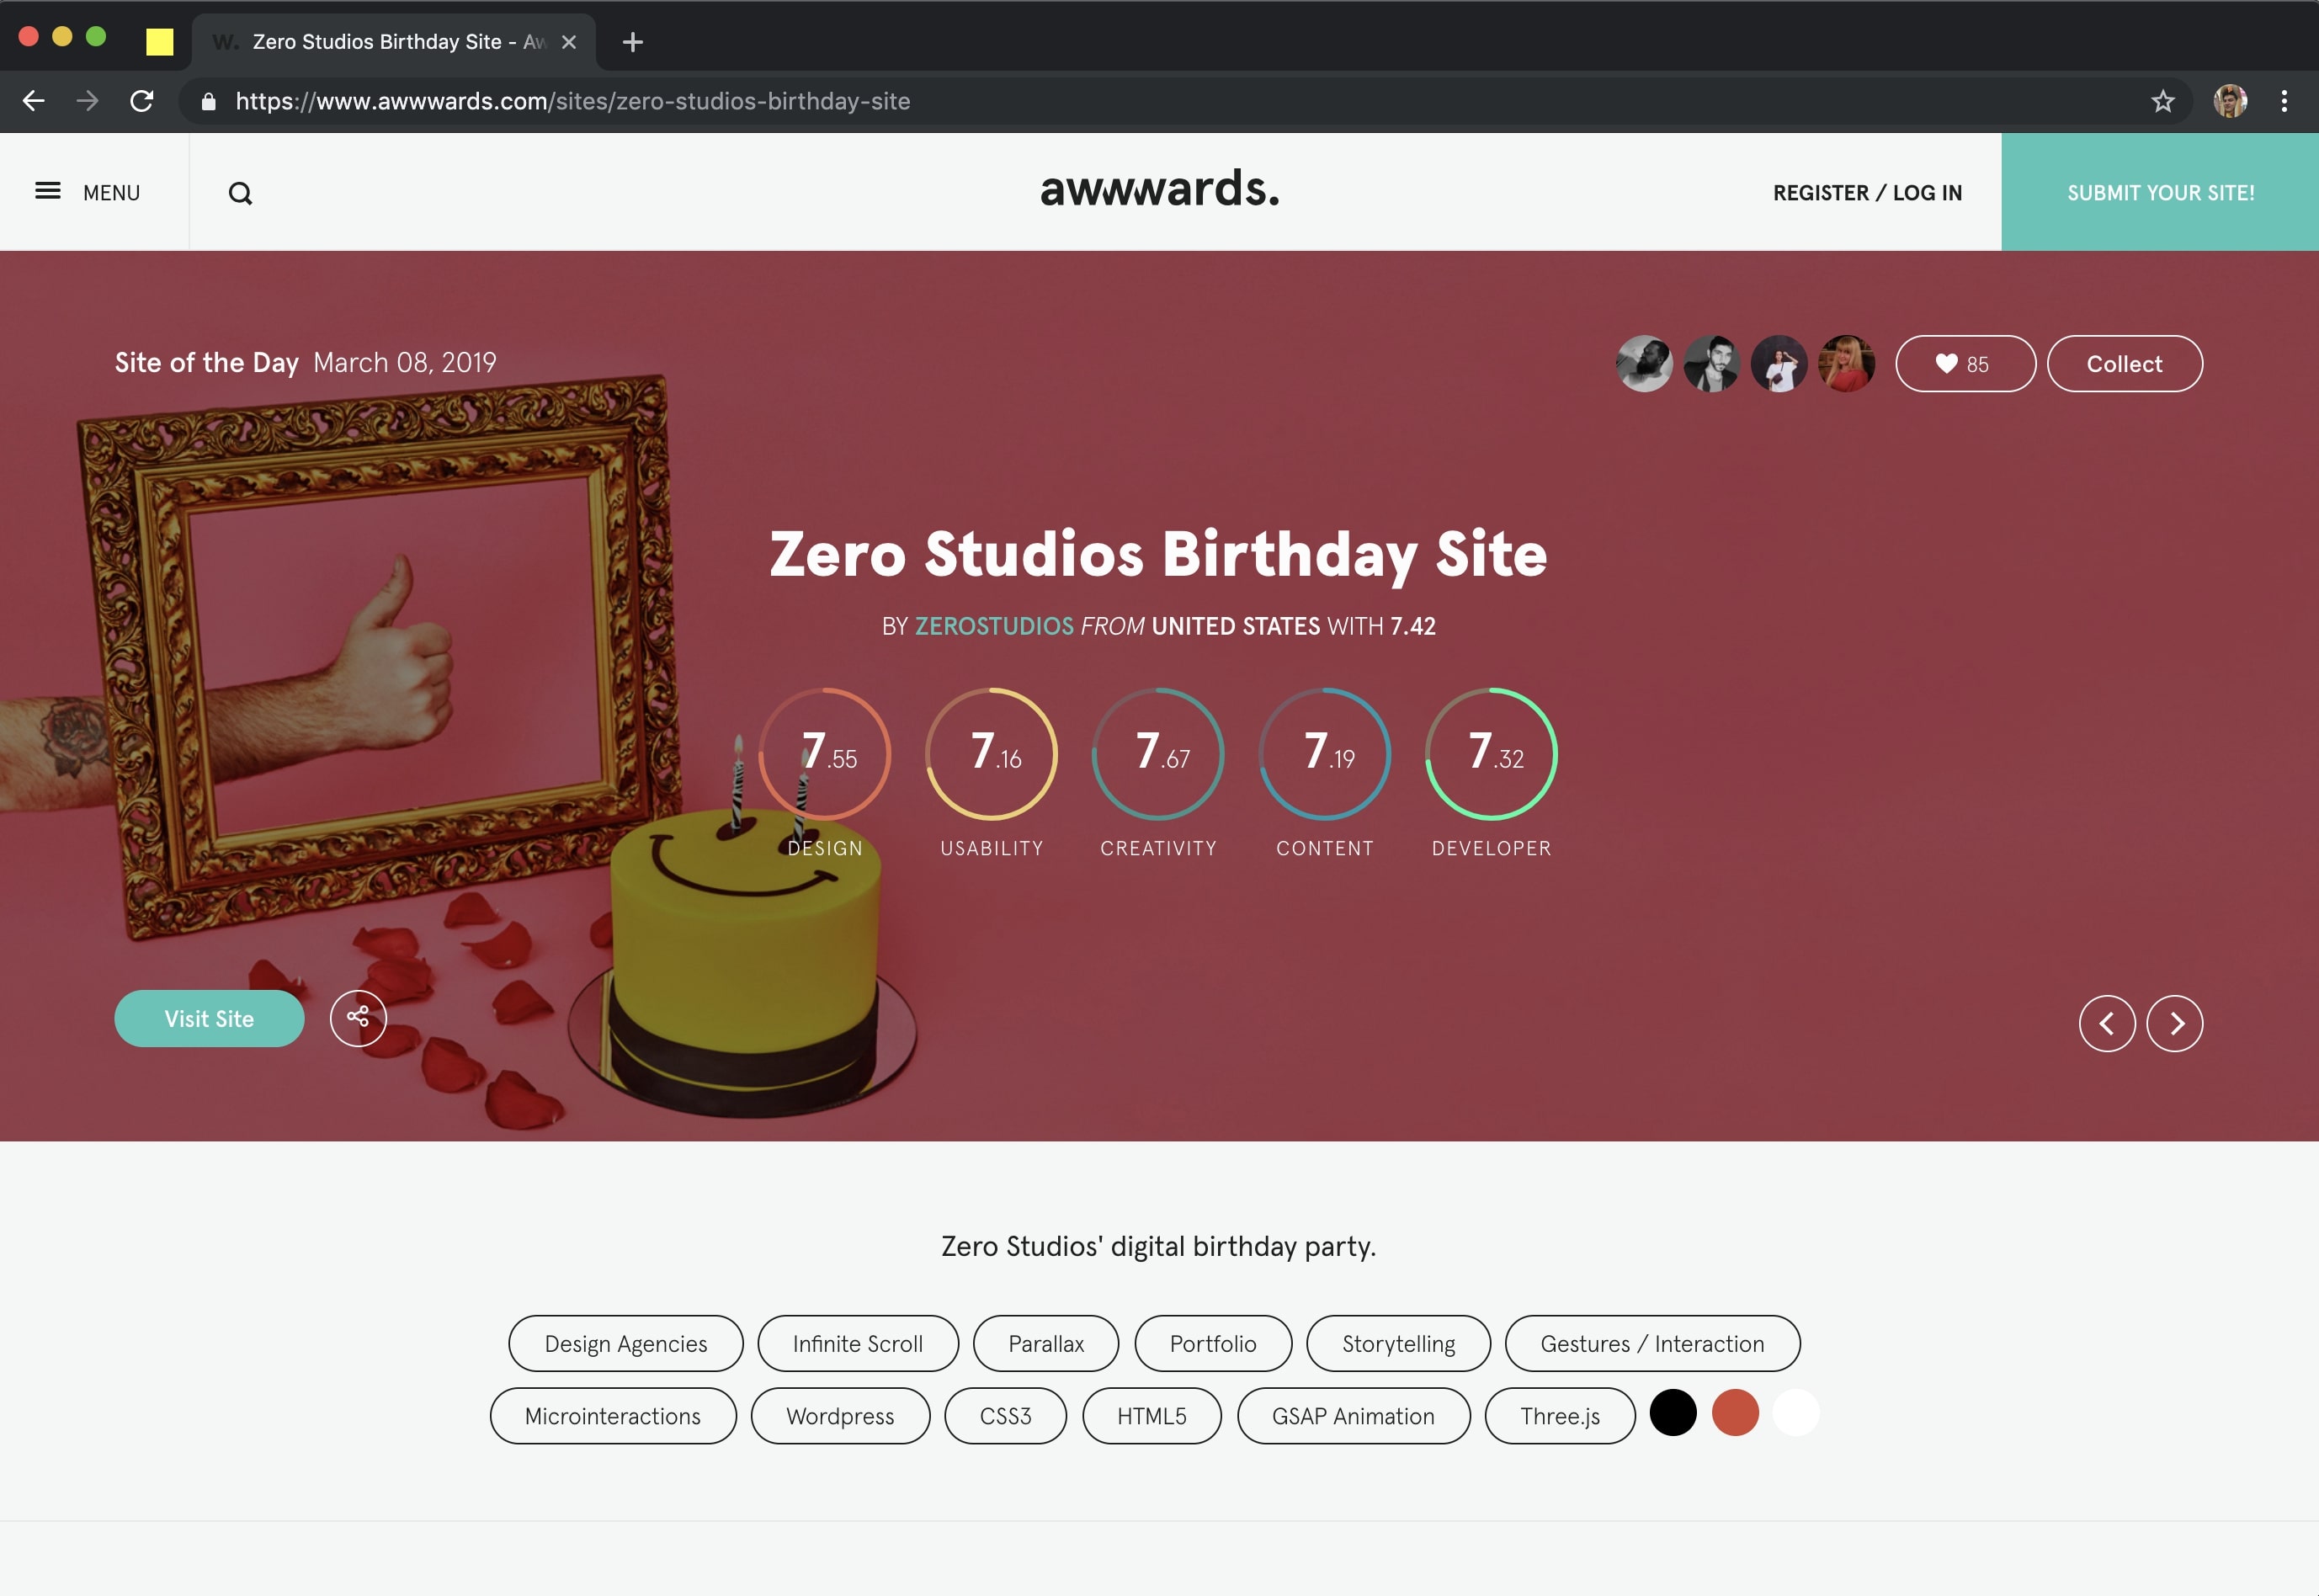 W. Zero Studios Birthday Site - Aw
https://www.awwwards.com/sites/zero-studios-birthday-site
MENU
awwwards.
REGISTER / LOG IN
SUBMIT YOUR SITE!
Site of the Day March 08, 2019
85
Collect
Zero Studios Birthday Site
BY ZEROSTUDIOS FROM UNITED STATES WITH 7.42
7.55 7.16 7.67 7.19 7.32
DESIGN USABILITY CREATIVITY CONTENT DEVELOPER
Visit Site
Zero Studios' digital birthday party.
Design Agencies Infinite Scroll Parallax Portfolio Storytelling Gestures / Interaction
Microinteractions Wordpress CSS3 HTML5 GSAP Animation Three.js